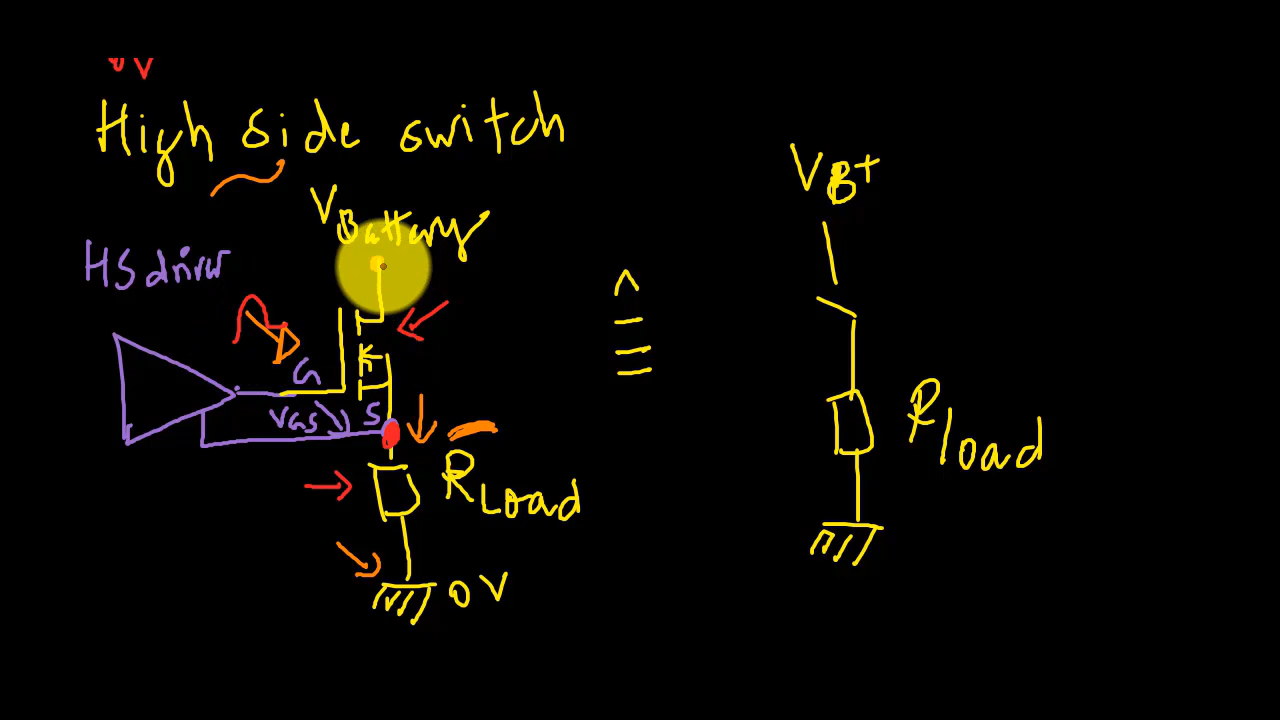 0V
High side switch
VBattery
VB+
HS driver
G
VGS
S
RLoad
Rload
0V